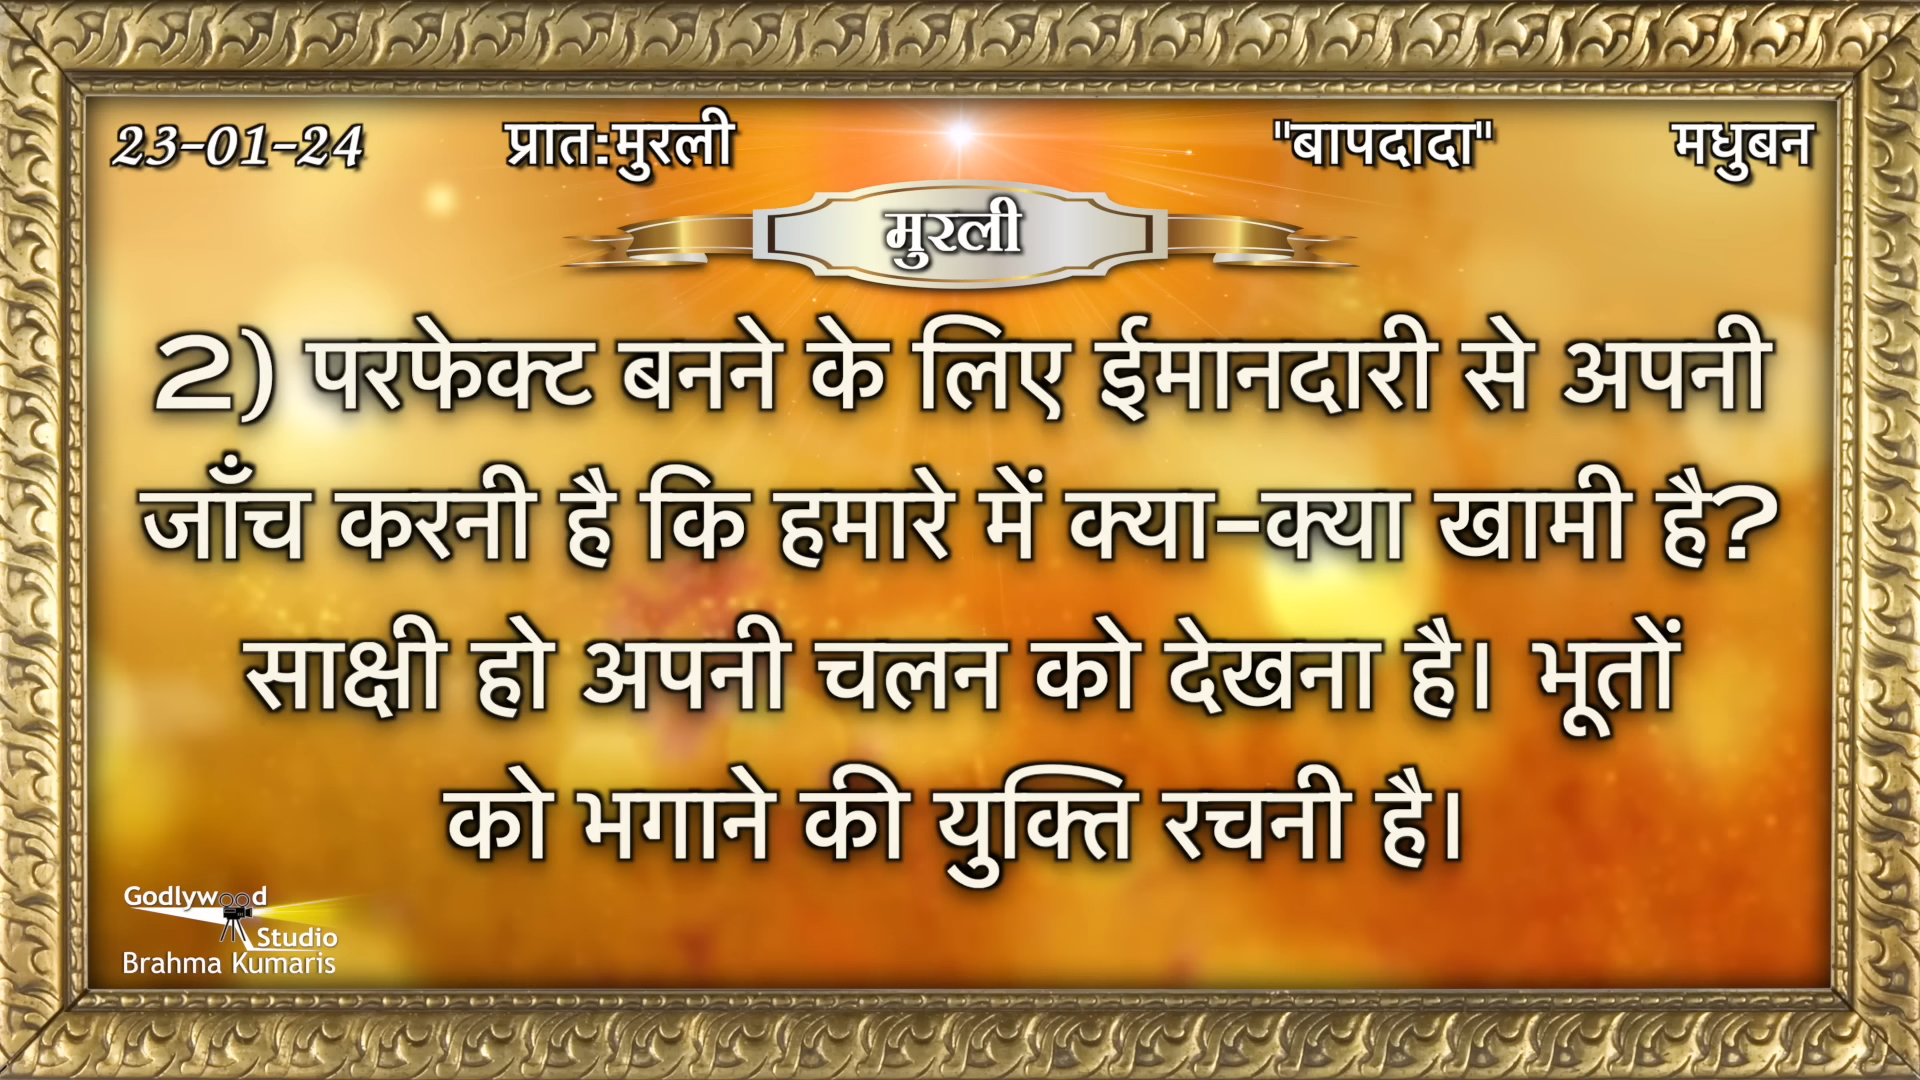 23-01-24 प्रात:मुरली "बापदादा" मधुबन
मुरली
2) परफेक्ट बनने के लिए ईमानदारी से अपनी
जाँच करनी है कि हमारे में क्या-क्या खामी है?
साक्षी हो अपनी चलन को देखना है। भूतों
को भगाने की युक्ति रचनी है।
Godlywood
Studio
Brahma Kumaris